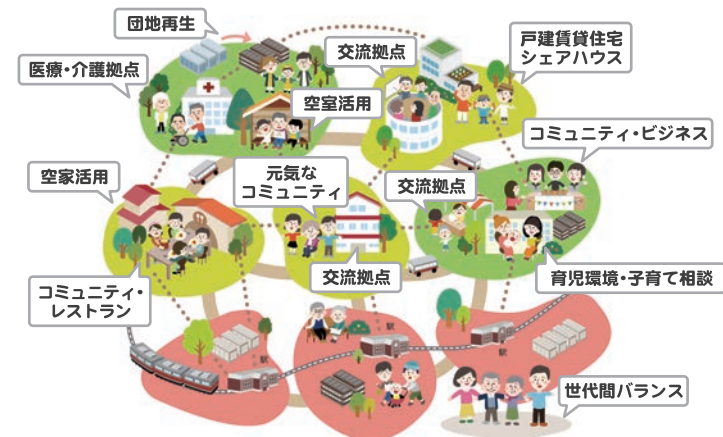 団地再生
交流拠点
戸建賃貸住宅
シェアハウス
医療・介護拠点
空室活用
コミュニティ・ビジネス
空家活用
元気な
コミュニティ
交流拠点
交流拠点
育児環境・子育て相談
コミュニティ・
レストラン
駅
駅
駅
世代間バランス